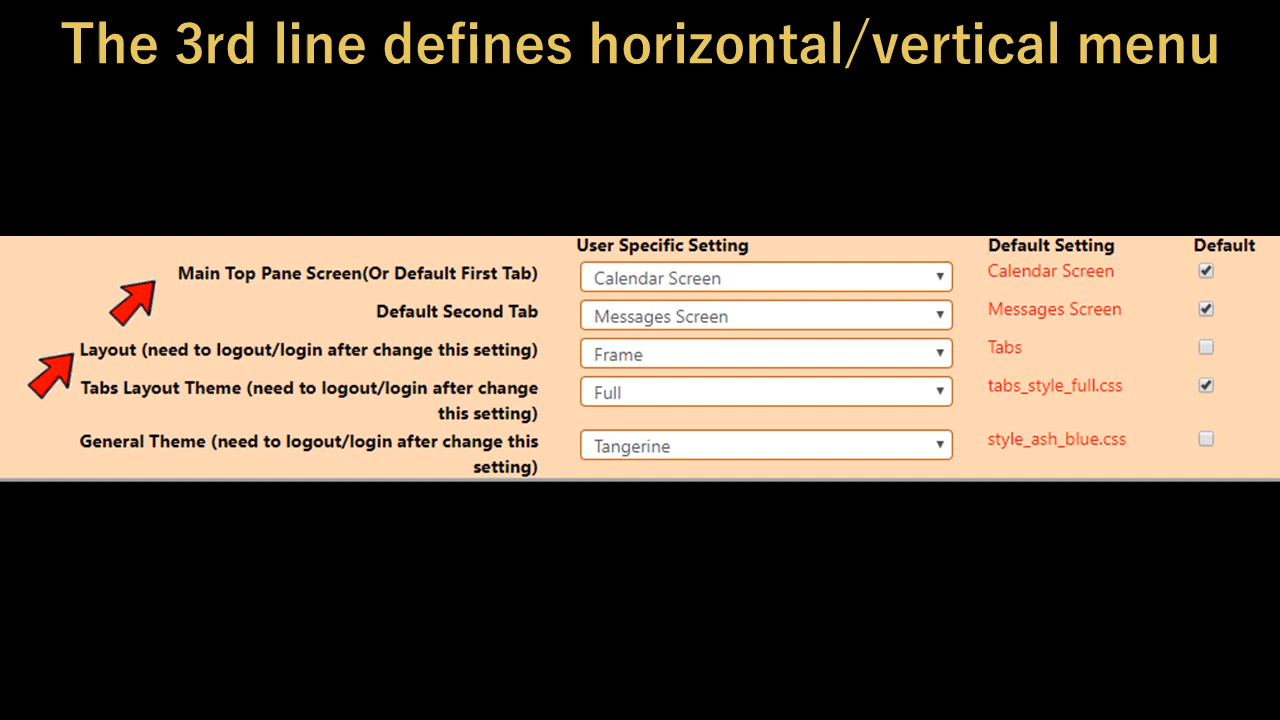 The 3rd line defines horizontal/vertical menu
User Specific Setting Default Setting Default
Main Top Pane Screen(Or Default First Tab) Calendar Screen Calendar Screen
Default Second Tab Messages Screen Messages Screen
Layout (need to logout/login after change this setting) Frame Tabs
Tabs Layout Theme (need to logout/login after change Full tabs_style_full.css
this setting)
General Theme (need to logout/login after change this Tangerine style_ash_blue.css
setting)